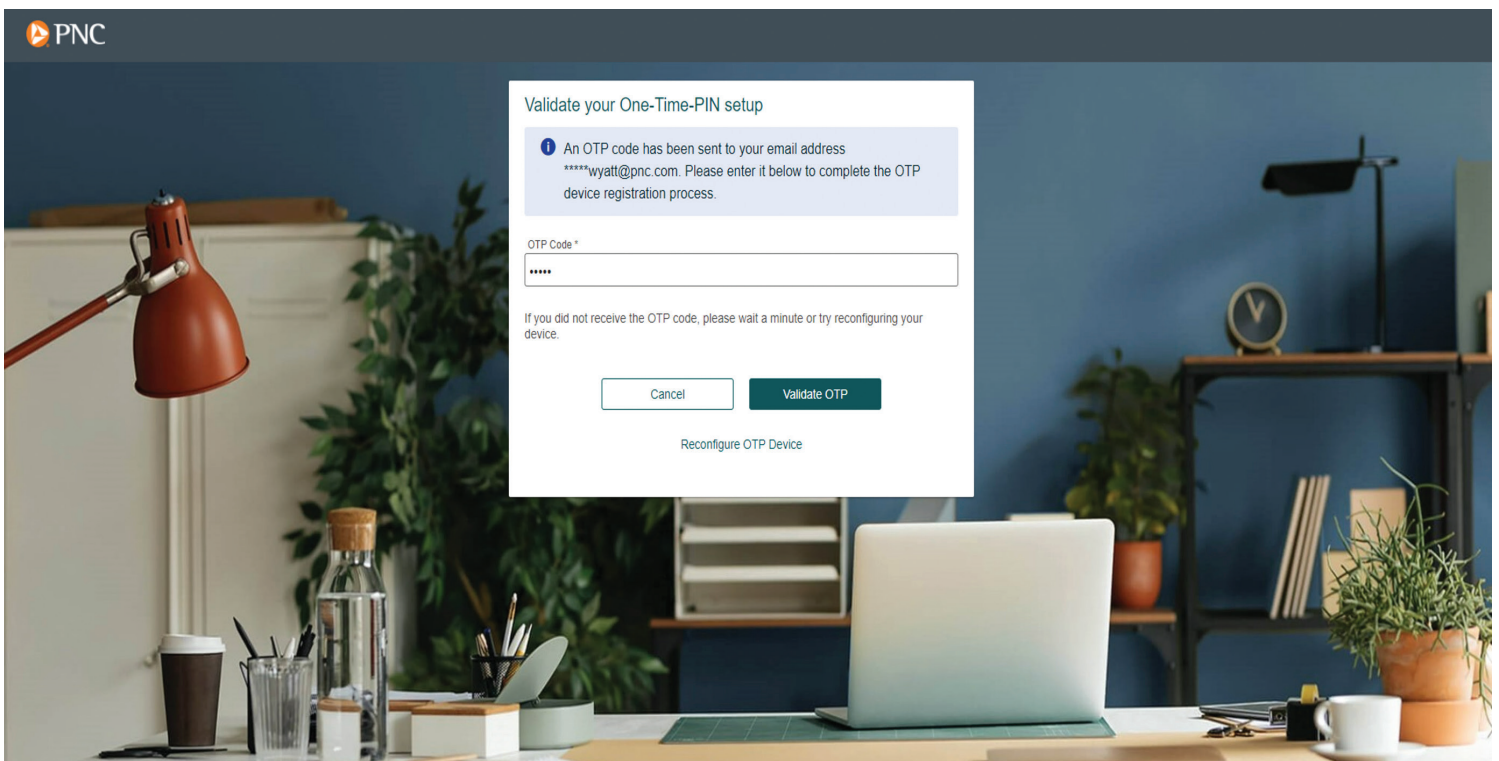 PNC
Validate your One-Time-PIN setup
An OTP code has been sent to your email address
*****wyatt@pnc.com. Please enter it below to complete the OTP
device registration process.
OTP Code *
•••••
If you did not receive the OTP code, please wait a minute or try reconfiguring your
device.
Cancel Validate OTP
Reconfigure OTP Device